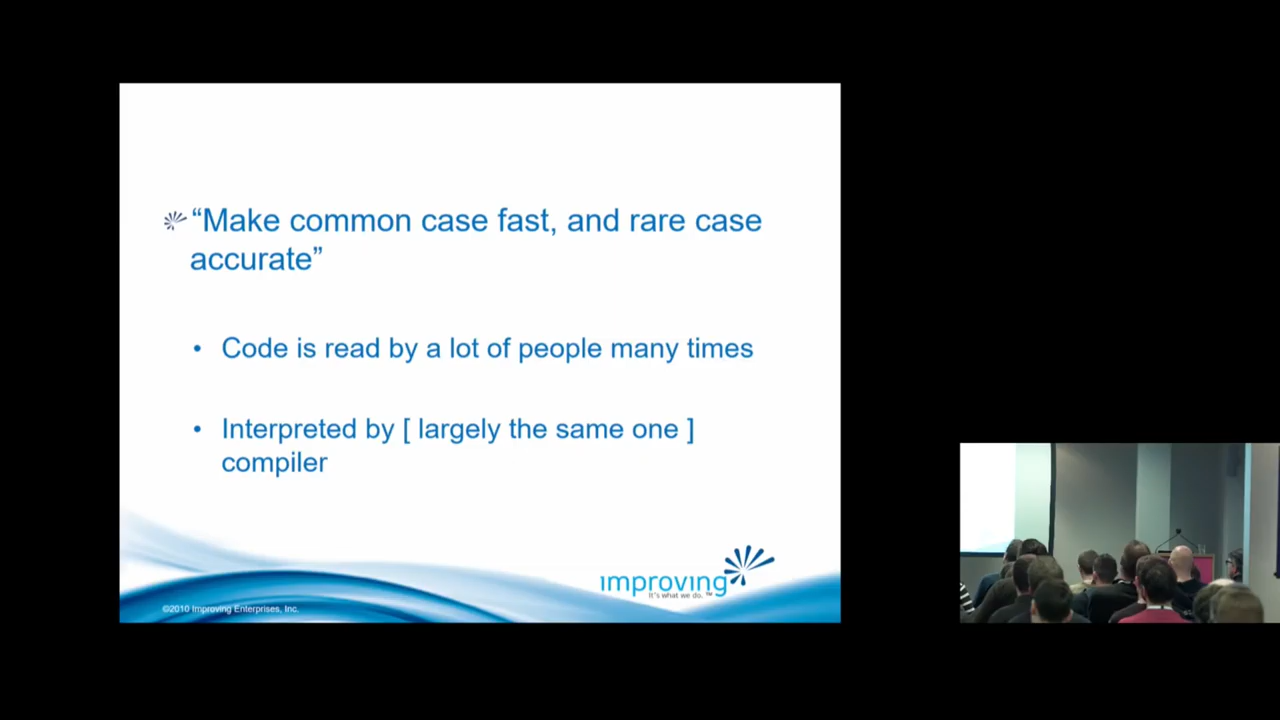 “Make common case fast, and rare case
accurate”
• Code is read by a lot of people many times
• Interpreted by [ largely the same one ]
compiler
improving
It's what we do. ™
©2010 Improving Enterprises, Inc.